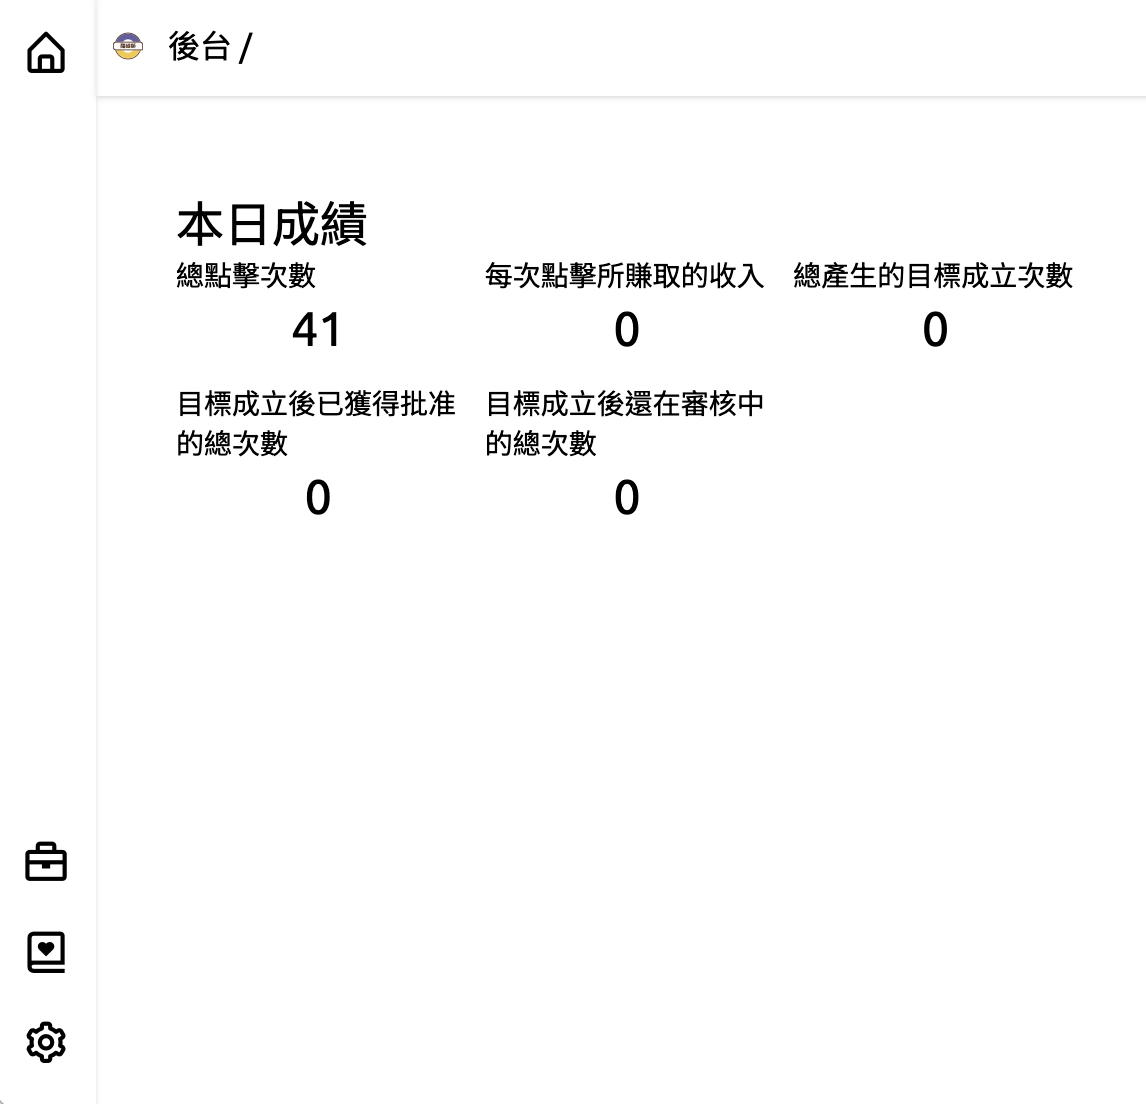 後台 /
本日成績
總點擊次數
每次點擊所賺取的收入
總產生的目標成立次數
41
0
0
目標成立後已獲得批准
的總次數
目標成立後還在審核中
的總次數
0
0